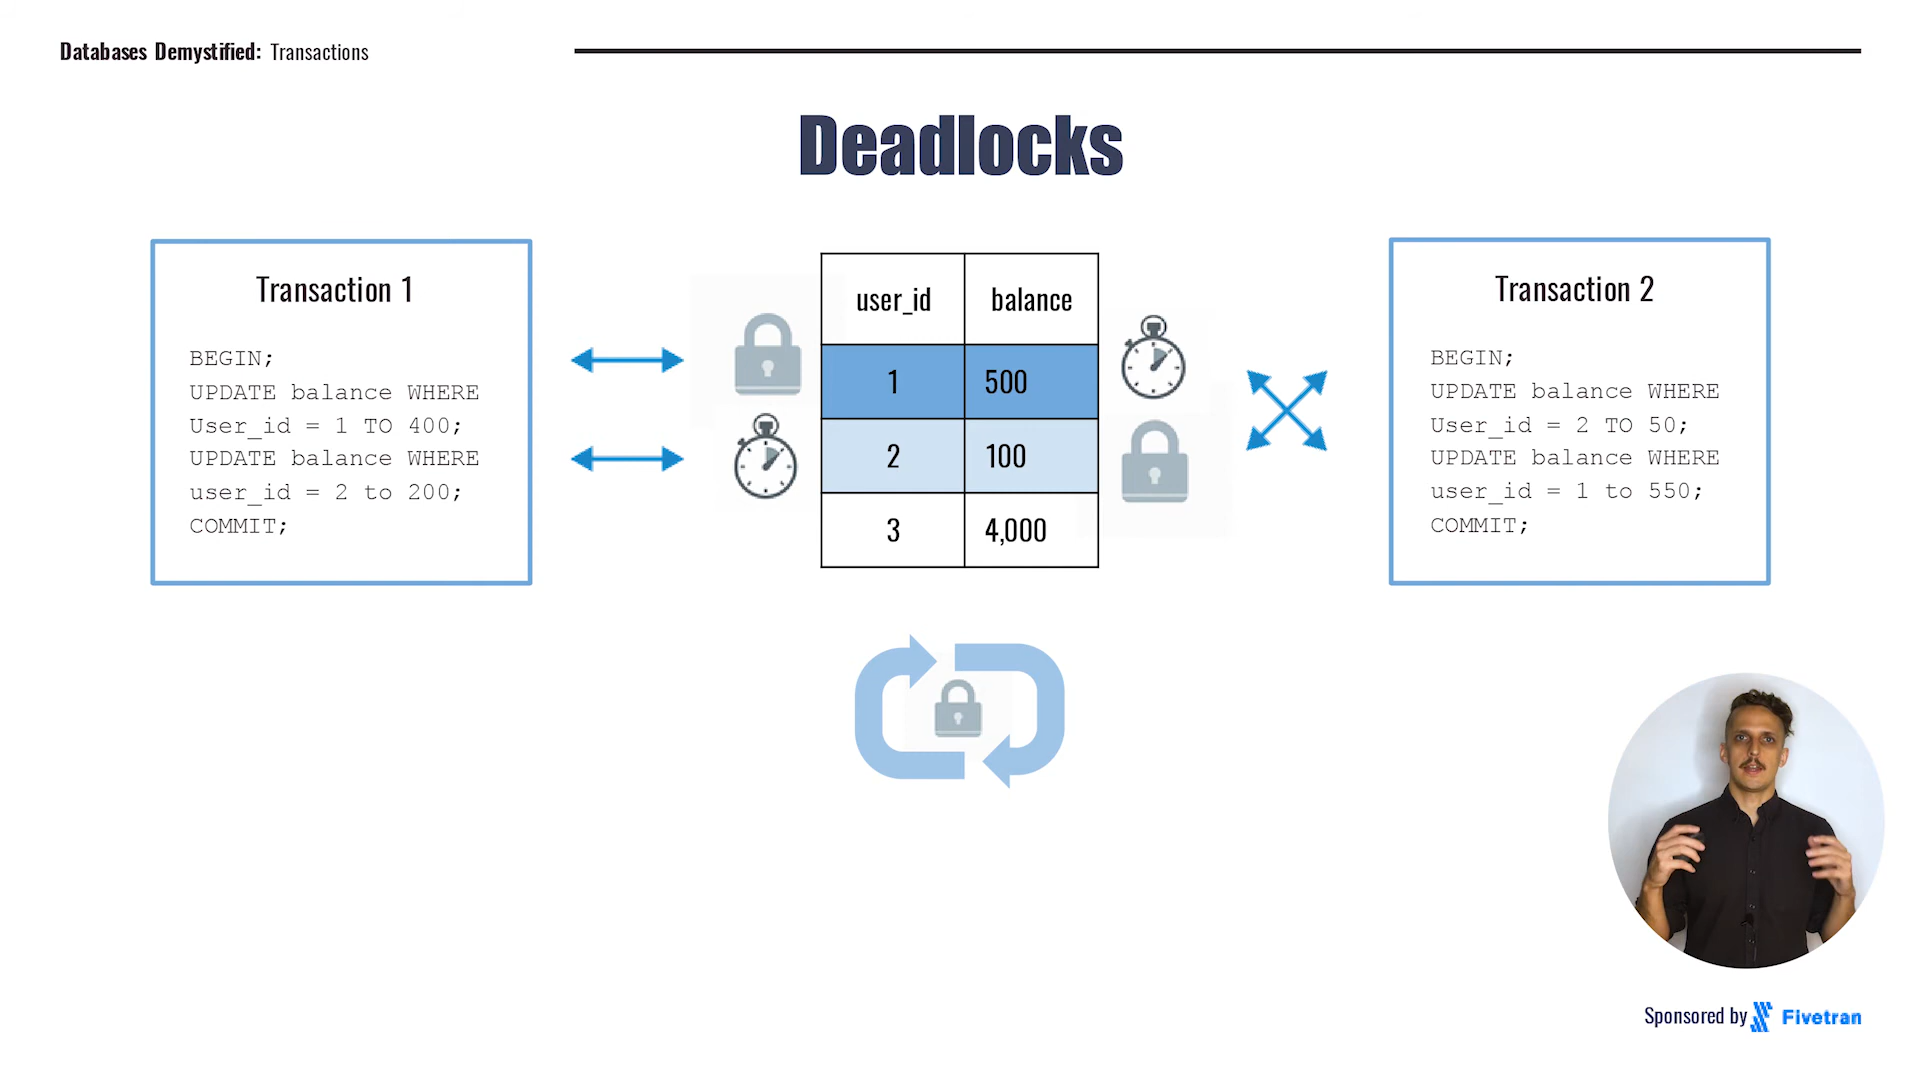 Databases Demystified: Transactions
Deadlocks
Transaction 1
BEGIN;
UPDATE balance WHERE
User_id = 1 TO 400;
UPDATE balance WHERE
user_id = 2 to 200;
COMMIT;
user_id balance
1 500
2 100
3 4,000
Transaction 2
BEGIN;
UPDATE balance WHERE
User_id = 2 TO 50;
UPDATE balance WHERE
user_id = 1 to 550;
COMMIT;
Sponsored by Fivetran